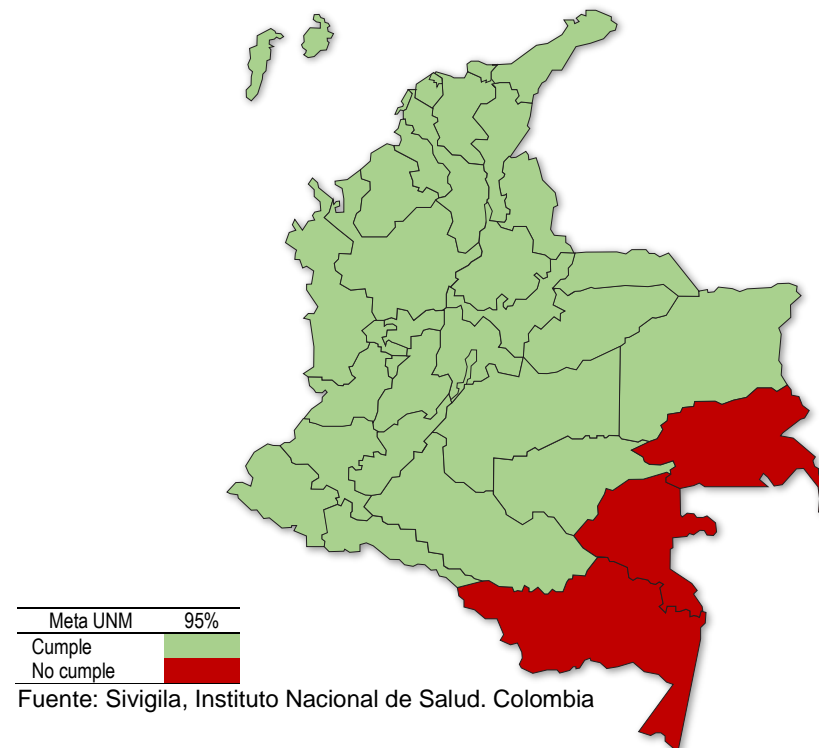 Meta UNM 95%
Cumple
No cumple
Fuente: Sivigila, Instituto Nacional de Salud. Colombia